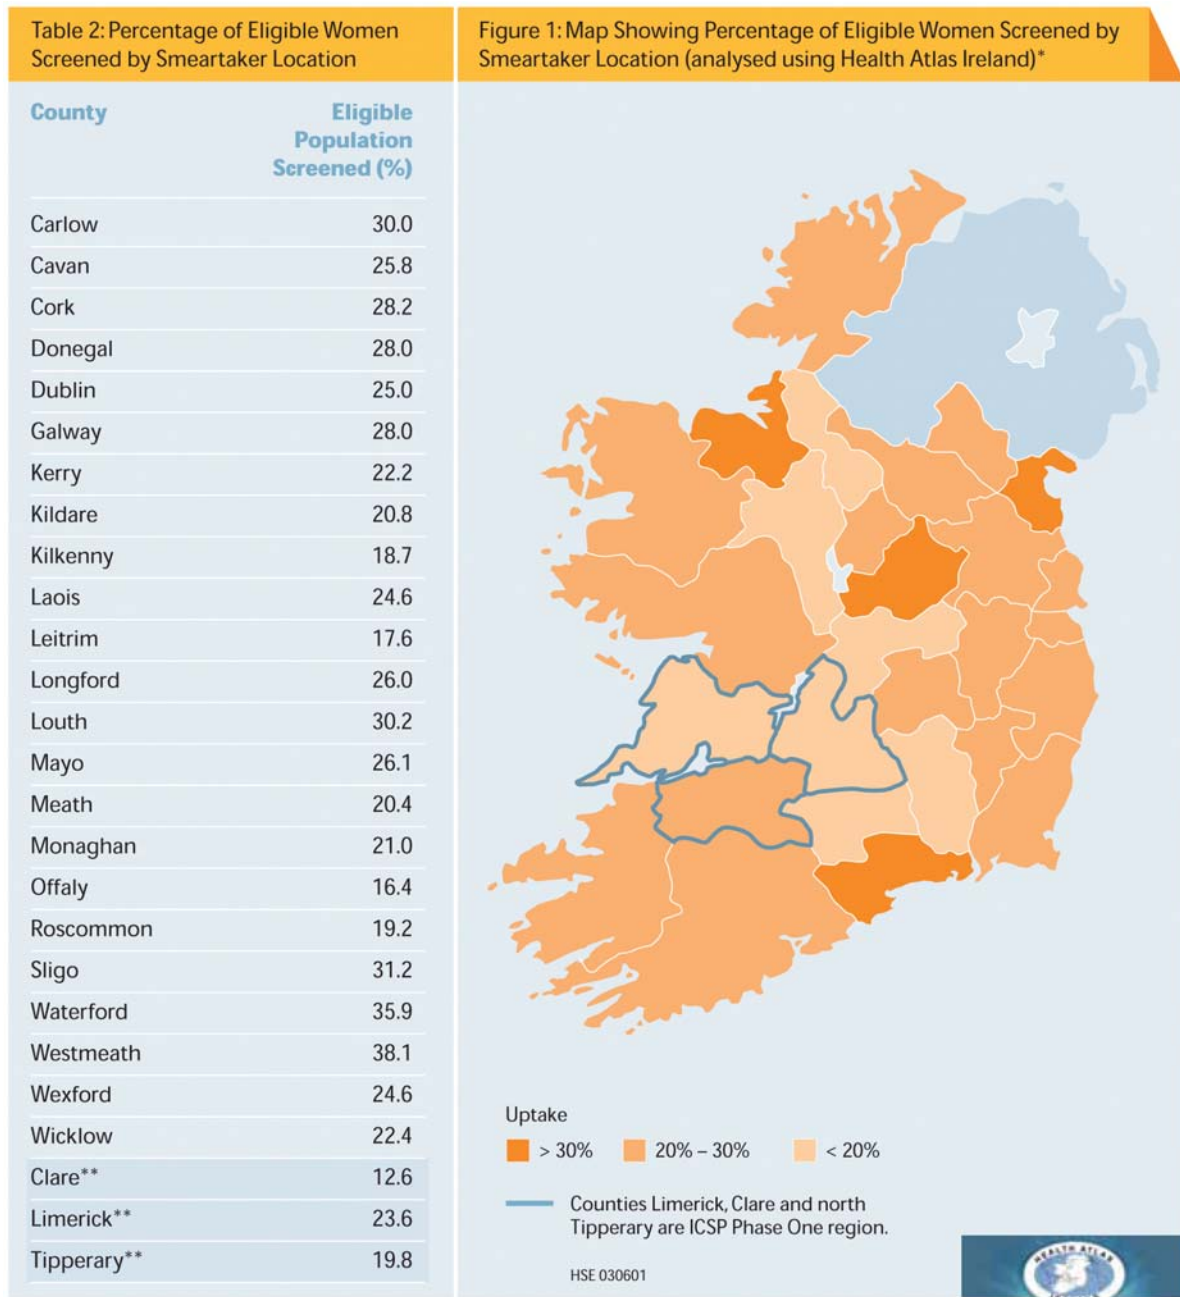 Table 2: Percentage of Eligible Women
Screened by Smeartaker Location
County Eligible
Population
Screened (%)
Carlow 30.0
Cavan 25.8
Cork 28.2
Donegal 28.0
Dublin 25.0
Galway 28.0
Kerry 22.2
Kildare 20.8
Kilkenny 18.7
Laois 24.6
Leitrim 17.6
Longford 26.0
Louth 30.2
Mayo 26.1
Meath 20.4
Monaghan 21.0
Offaly 16.4
Roscommon 19.2
Sligo 31.2
Waterford 35.9
Westmeath 38.1
Wexford 24.6
Wicklow 22.4
Clare** 12.6
Limerick** 23.6
Tipperary** 19.8
Figure 1: Map Showing Percentage of Eligible Women Screened by
Smeartaker Location (analysed using Health Atlas Ireland)*
Uptake
> 30% 20% – 30% < 20%
Counties Limerick, Clare and north
Tipperary are ICSP Phase One region.
HSE 030601
HEALTH ATLAS